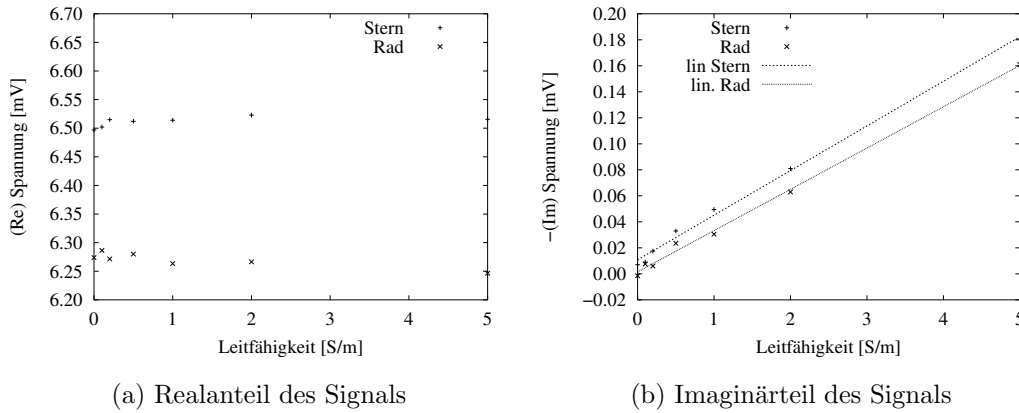 6.70
6.65
6.60
6.55
6.50
6.45
6.40
6.35
6.30
6.25
6.20
(Re) Spannung [mV]
Stern
Rad
0 1 2 3 4 5
Leitfähigkeit [S/m]
(a) Realanteil des Signals
0.20
0.18
0.16
0.14
0.12
0.10
0.08
0.06
0.04
0.02
0.00
−0.02
−(Im) Spannung [mV]
Stern
Rad
lin Stern
lin. Rad
0 1 2 3 4 5
Leitfähigkeit [S/m]
(b) Imaginärteil des Signals